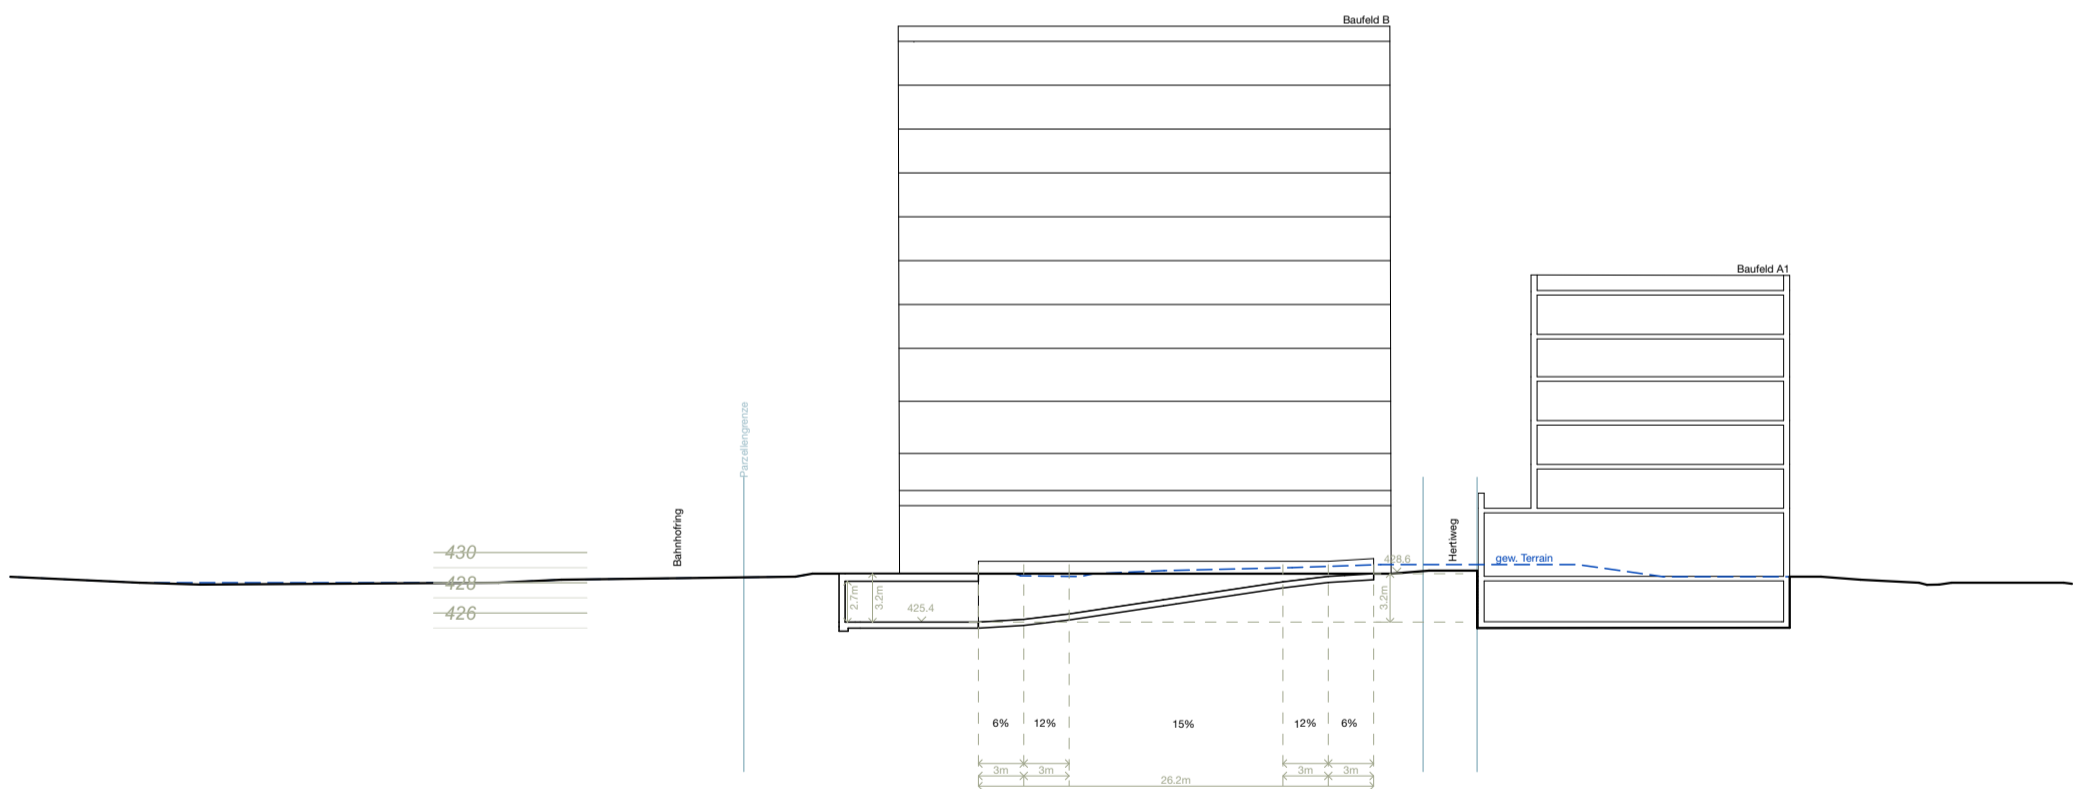 Baufeld B
Baufeld A1
Parzellengrenze
Bahnhofring
Hertiweg
gew. Terrain
430
428
426
428.6
2.7m
3.2m
425.4
3.2m
6%
12%
15%
12%
6%
3m
3m
3m
3m
26.2m